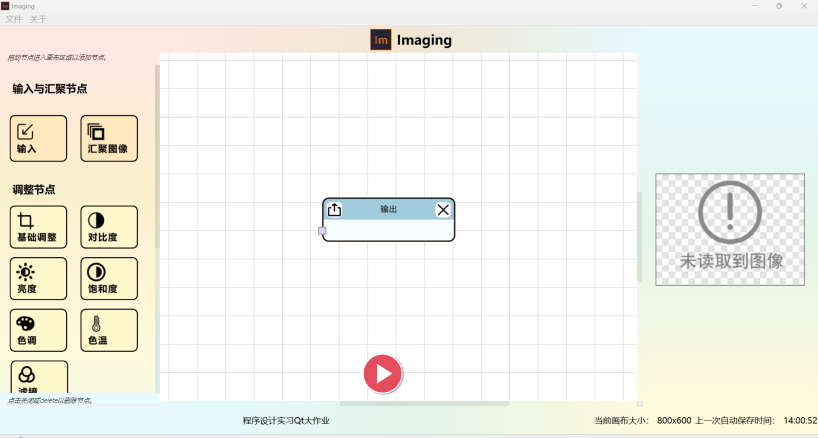 Imaging
文件 关于
Im Imaging
拖动节点进入画布区域以添加节点。
输入与汇聚节点
输入 汇聚图像
调整节点
基础调整 对比度
亮度 饱和度
色调 色温
滤镜
点击关闭或delete以删除节点。
输出
未读取到图像
程序设计实习Qt大作业
当前画布大小： 800x600 上一次自动保存时间： 14:00:52